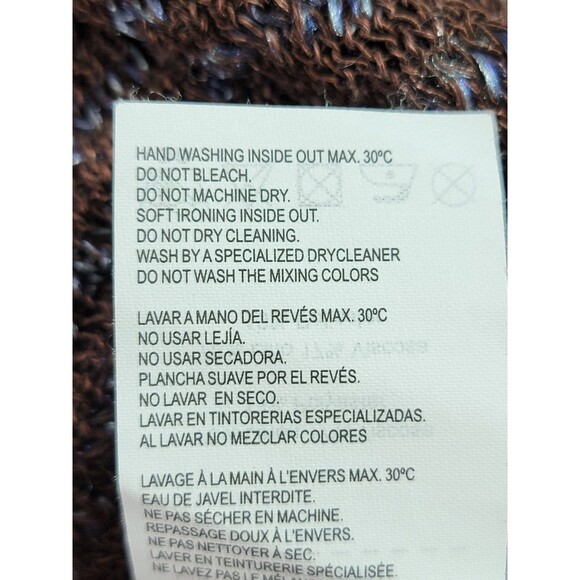 HAND WASHING INSIDE OUT MAX. 30ºC
DO NOT BLEACH.
DO NOT MACHINE DRY.
SOFT IRONING INSIDE OUT.
DO NOT DRY CLEANING.
WASH BY A SPECIALIZED DRYCLEANER
DO NOT WASH THE MIXING COLORS
LAVAR A MANO DEL REVÉS MAX. 30ºC
NO USAR LEJÍA.
NO USAR SECADORA.
PLANCHA SUAVE POR EL REVÉS.
NO LAVAR EN SECO.
LAVAR EN TINTORERIAS ESPECIALIZADAS.
AL LAVAR NO MEZCLAR COLORES
LAVAGE À LA MAIN À L'ENVERS MAX. 30ºC
EAU DE JAVEL INTERDITE.
NE PAS SÉCHER EN MACHINE.
REPASSAGE DOUX À L'ENVERS.
NE PAS NETTOYER À SEC.
LAVER EN TEINTURERIE SPÉCIALISÉE.
NE LAVEZ PAS LE